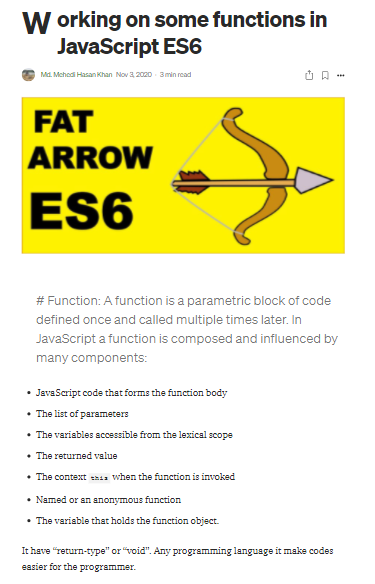 Working on some functions in
JavaScript ES6
Md. Mehedi Hasan Khan Nov 3, 2020 · 3 min read
FAT
ARROW
ES6
# Function: A function is a parametric block of code
defined once and called multiple times later. In
JavaScript a function is composed and influenced by
many components:
• JavaScript code that forms the function body
• The list of parameters
• The variables accessible from the lexical scope
• The returned value
• The context this when the function is invoked
• Named or an anonymous function
• The variable that holds the function object.
It have “return-type” or “void”. Any programming language it make codes
easier for the programmer.